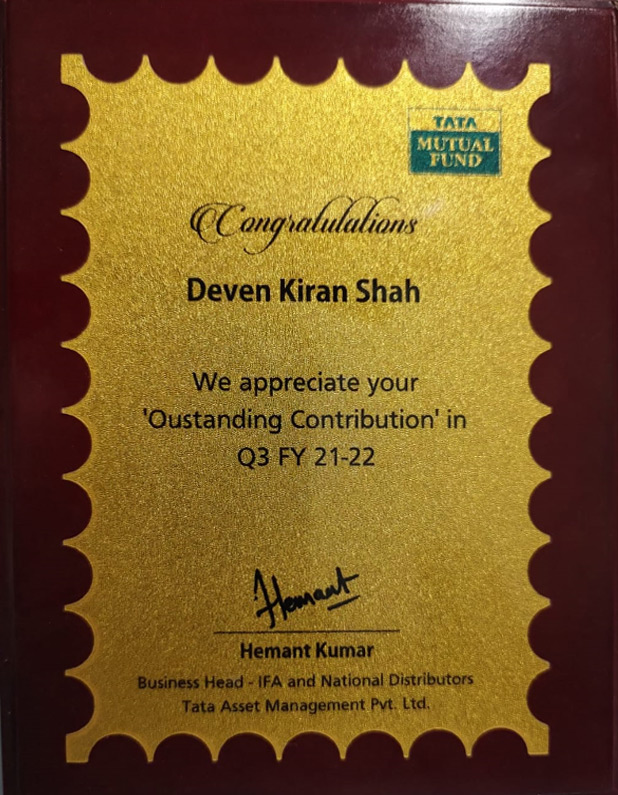 TATA
MUTUAL
FUND
Congratulations
Deven Kiran Shah
We appreciate your
'Oustanding Contribution' in
Q3 FY 21-22
Hemant
Hemant Kumar
Business Head - IFA and National Distributors
Tata Asset Management Pvt. Ltd.